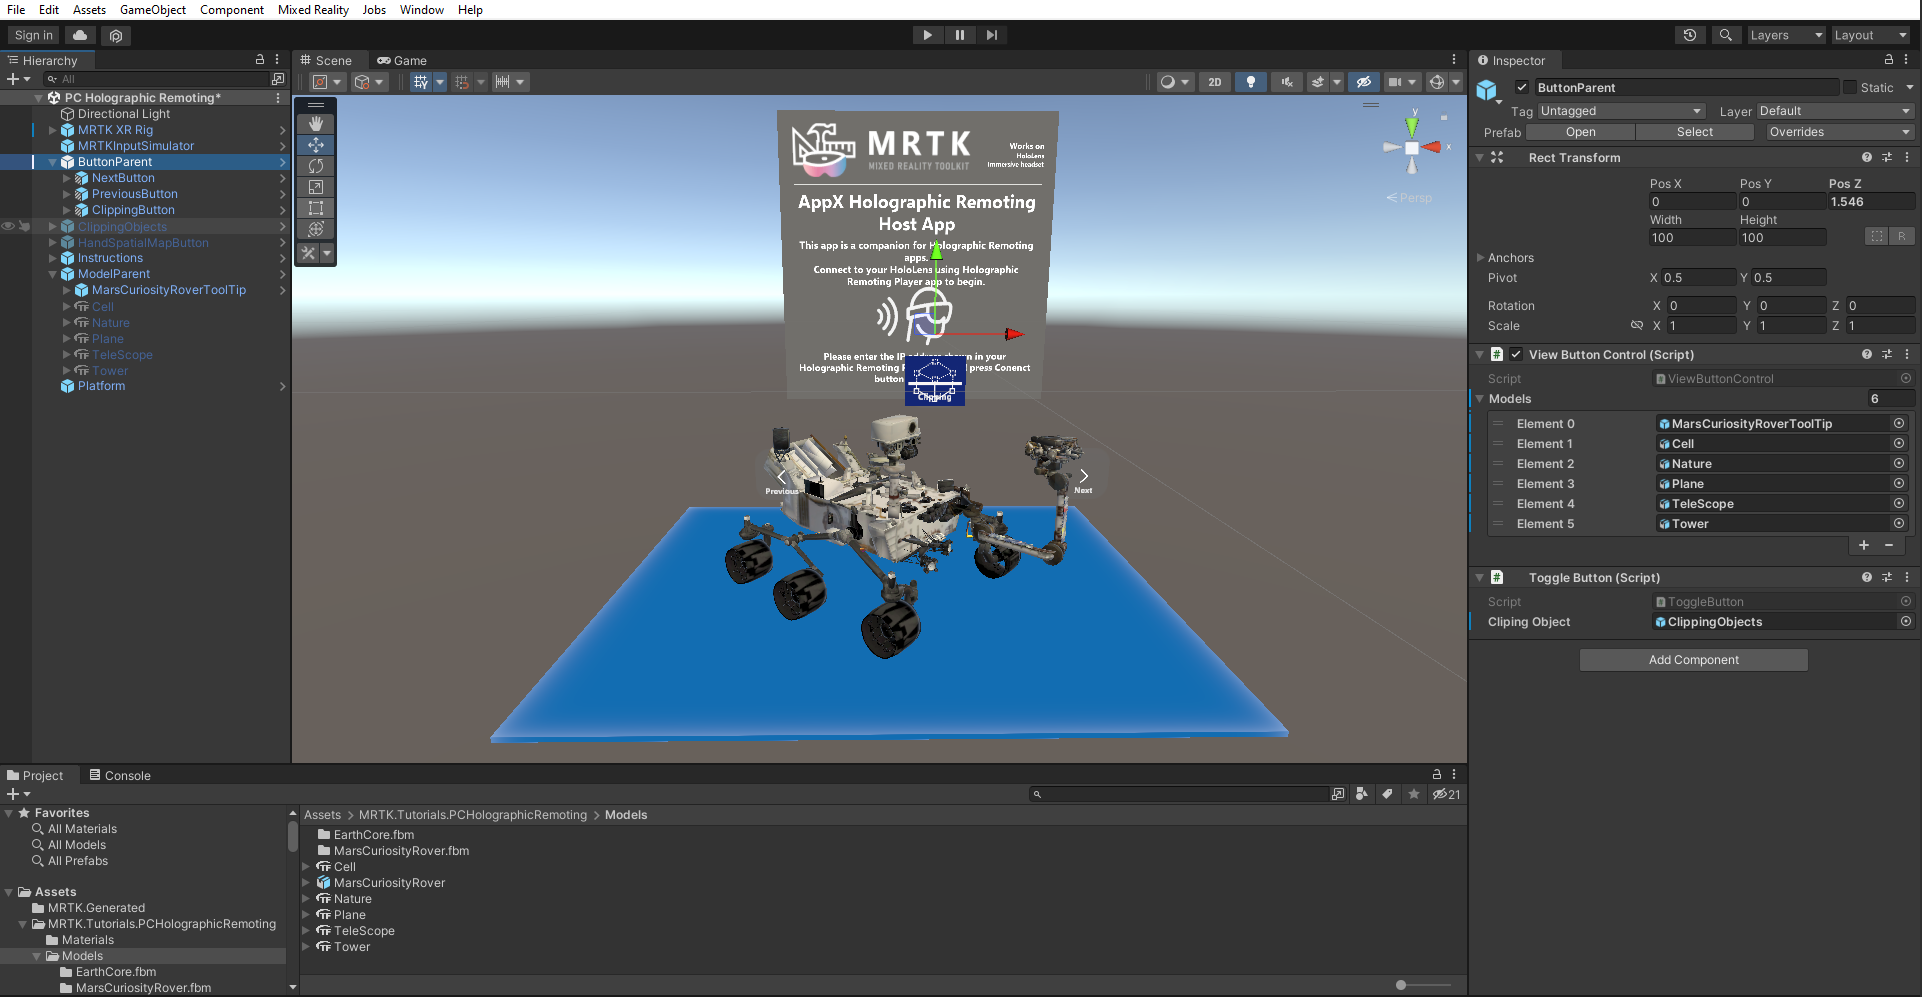 File Edit Assets GameObject Component Mixed Reality Jobs Window Help
Sign in
Layers Layout
Hierarchy
All
PC Holographic Remoting*
Directional Light
MRTK XR Rig
MRTKInputSimulator
ButtonParent
NextButton
PreviousButton
ClippingButton
ClippingObjects
HandSpatialMapButton
Instructions
ModelParent
MarsCuriosityRoverToolTip
Cell
Nature
Plane
TeleScope
Tower
Platform
Scene Game
2D
y
x
Persp
MRTK
MIXED REALITY TOOLKIT
Works on
HoloLens
Immersive headset
AppX Holographic Remoting
Host App
This app is a companion for Holographic Remoting
apps.
Connect to your HoloLens using Holographic
Remoting Player app to begin.
Please enter the IP address shown in your
Holographic Remoting P press Conenct
button
Clipping
Previous
Next
Inspector
ButtonParent Static
Tag Untagged Layer Default
Prefab Open Select Overrides
Rect Transform
Pos X Pos Y Pos Z
0 0 1.546
Width Height
100 100 R
Anchors
Pivot X 0.5 Y 0.5
Rotation X 0 Y 0 Z 0
Scale X 1 Y 1 Z 1
View Button Control (Script)
Script ViewButtonControl
Models 6
Element 0 MarsCuriosityRoverToolTip
Element 1 Cell
Element 2 Nature
Element 3 Plane
Element 4 TeleScope
Element 5 Tower
Toggle Button (Script)
Script ToggleButton
Cliping Object ClippingObjects
Add Component
Project Console
21
Favorites
All Materials
All Models
All Prefabs
Assets
MRTK.Generated
MRTK.Tutorials.PCHolographicRemoting
Materials
Models
EarthCore.fbm
MarsCuriosityRover.fbm
Assets > MRTK.Tutorials.PCHolographicRemoting > Models
EarthCore.fbm
MarsCuriosityRover.fbm
Cell
MarsCuriosityRover
Nature
Plane
TeleScope
Tower